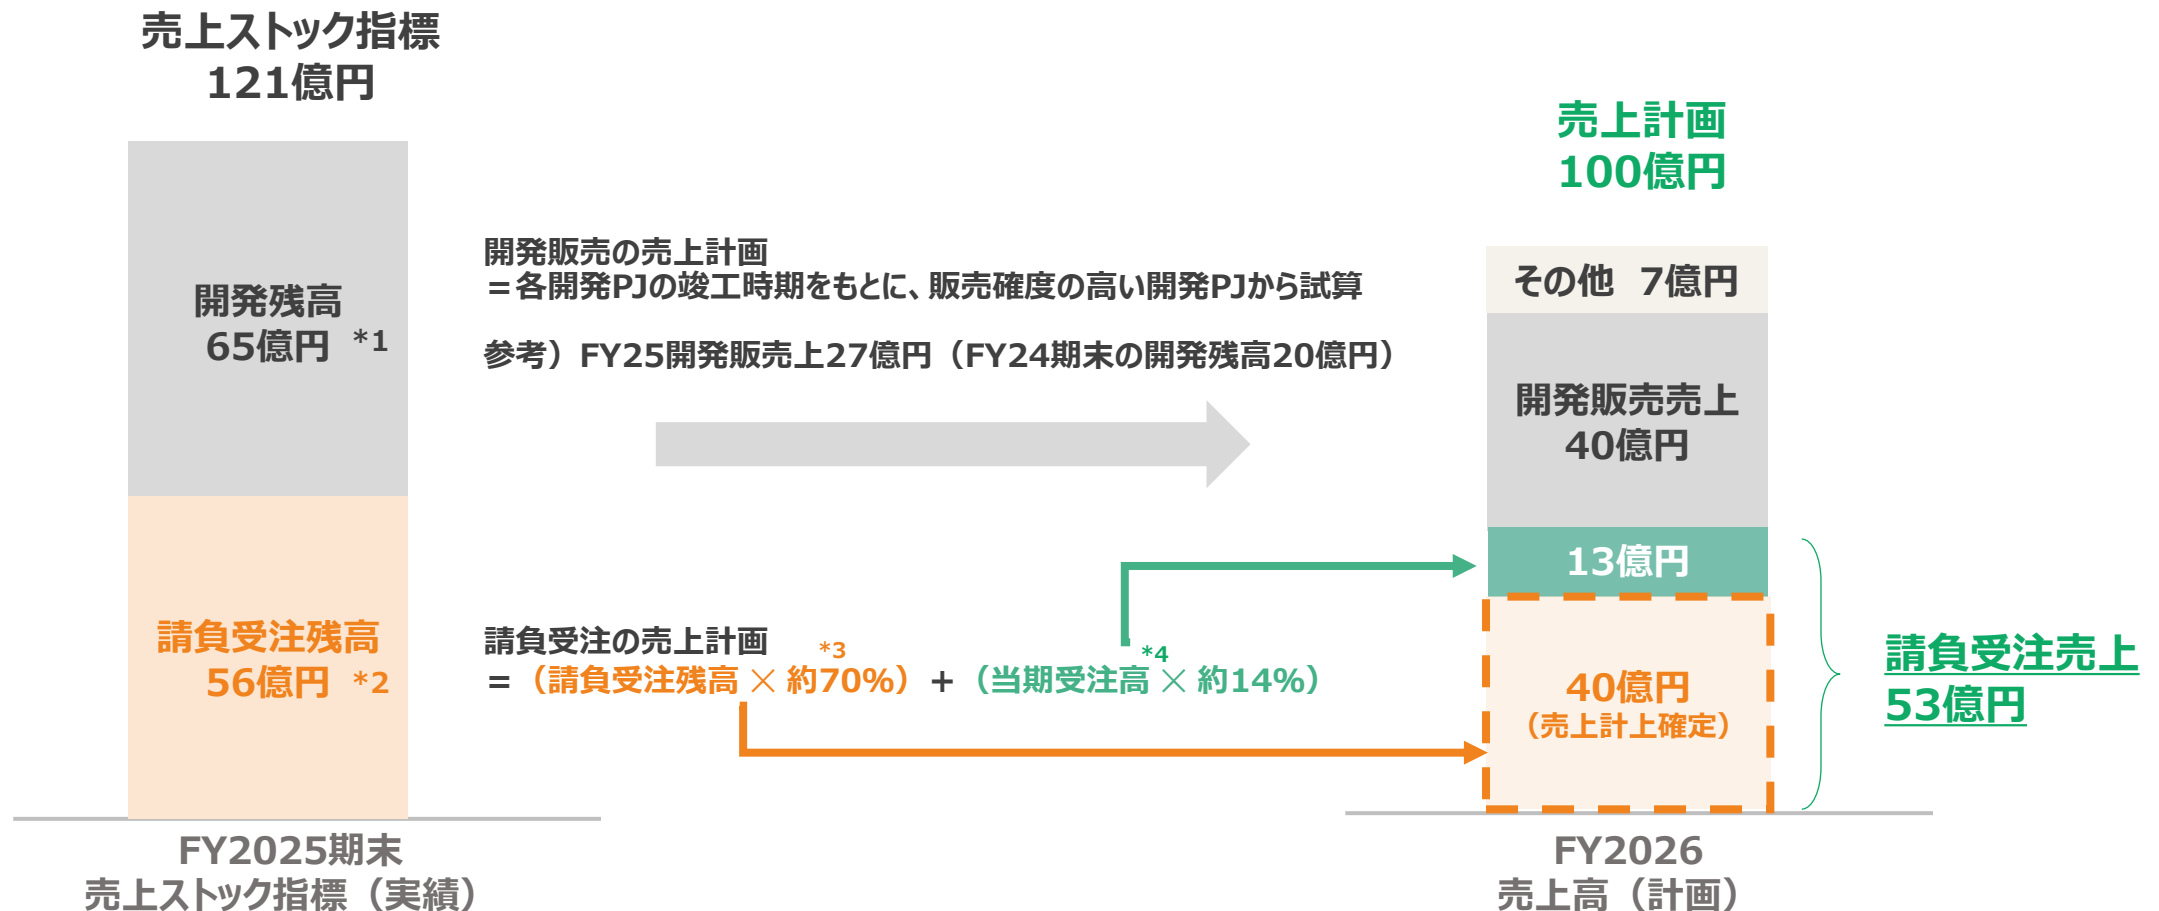 売上ストック指標
121億円
開発残高
65億円 *1
請負受注残高
56億円 *2
FY2025期末
売上ストック指標（実績）
開発販売の売上計画
＝各開発PJの竣工時期をもとに、販売確度の高い開発PJから試算
参考）FY25開発販売上27億円（FY24期末の開発残高20億円）
請負受注の売上計画
*3
*4
＝（請負受注残高 × 約70%）+（当期受注高 × 約14%）
売上計画
100億円
その他 7億円
開発販売売上
40億円
13億円
40億円
（売上計上確定）
請負受注売上
53億円
FY2026
売上高（計画）